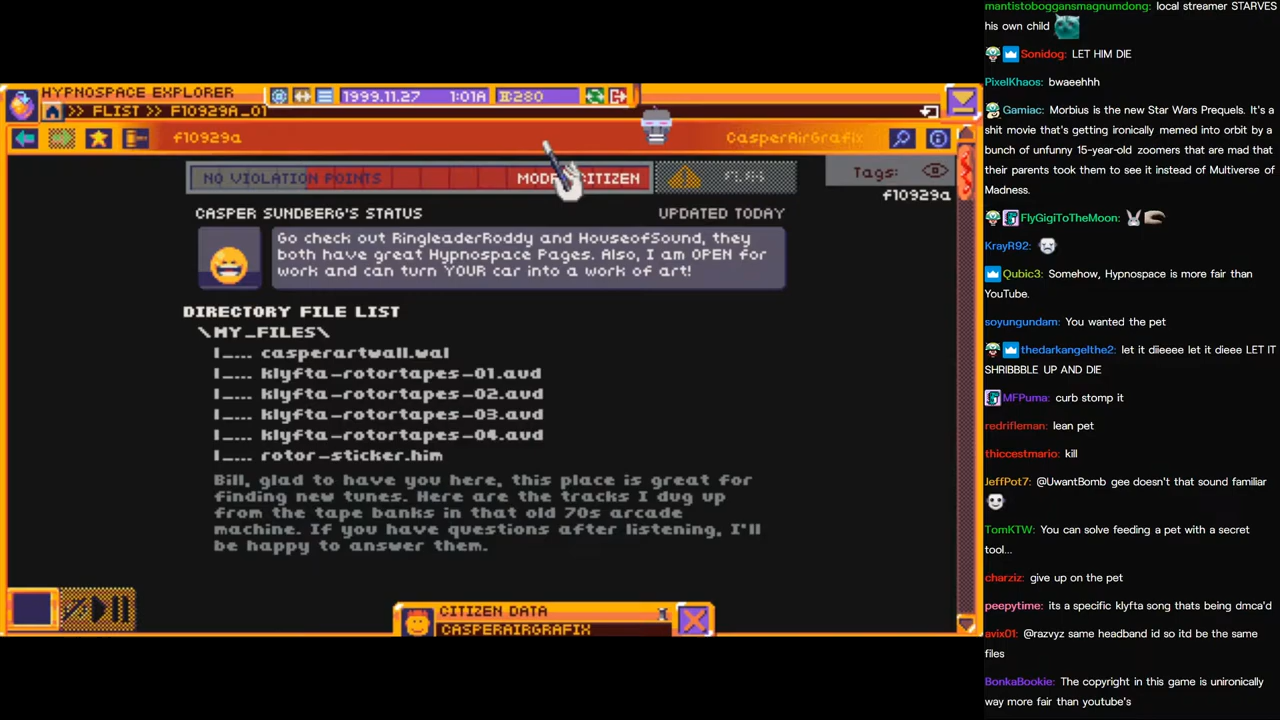 HYPNOSPACE EXPLORER
1999.11.27 1:01A 280
>> FLIST >> F10929A_01
f10929a
CasperAirGrafix
NO VIOLATION POINTS
MODEL CITIZEN
FLAG
Tags:
f10929a
CASPER SUNDBERG'S STATUS
UPDATED TODAY
Go check out RingleaderRoddy and HouseofSound, they
both have great Hypnospace Pages. Also, I am OPEN for
work and can turn YOUR car into a work of art!
DIRECTORY FILE LIST
\MY_FILES\
I_... casperartwall.wal
I_... klyfta-rotortapes-01.avd
I_... klyfta-rotortapes-02.avd
I_... klyfta-rotortapes-03.avd
I_... klyfta-rotortapes-04.avd
I_... rotor-sticker.him
Bill, glad to have you here, this place is great for
finding new tunes. Here are the tracks I dug up
from the tape banks in that old 70s arcade
machine. If you have questions after listening, I'll
be happy to answer them.
CITIZEN DATA
CASPERAIRGRAFIX
mantistoboggansmagnumdong: local streamer STARVES
his own child
Sonidog: LET HIM DIE
PixelKhaos: bwaeehhh
Gamiac: Morbius is the new Star Wars Prequels. It's a
shit movie that's getting ironically memed into orbit by a
bunch of unfunny 15-year-old zoomers that are mad that
their parents took them to see it instead of Multiverse of
Madness.
FlyGigiToTheMoon:
KrayR92:
Qubic3: Somehow, Hypnospace is more fair than
YouTube.
soyungundam: You wanted the pet
thedarkangelthe2: let it diieeee let it dieee LET IT
SHRIBBBLE UP AND DIE
MFPuma: curb stomp it
redrifleman: lean pet
thiccestmario: kill
JeffPot7: @UwantBomb gee doesn't that sound familiar
TomKTW: You can solve feeding a pet with a secret
tool...
charziz: give up on the pet
peepytime: its a specific klyfta song thats being dmca'd
avix01: @razvyz same headband id so itd be the same
files
BonkaBookie: The copyright in this game is unironically
way more fair than youtube's